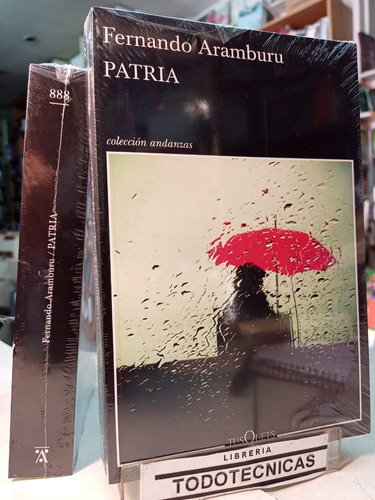 Fernando Aramburu
PATRIA
colección andanzas
TUSQUETS
LIBRERIA
TODOTECNICAS
888
Fernando Aramburu / PATRIA
A